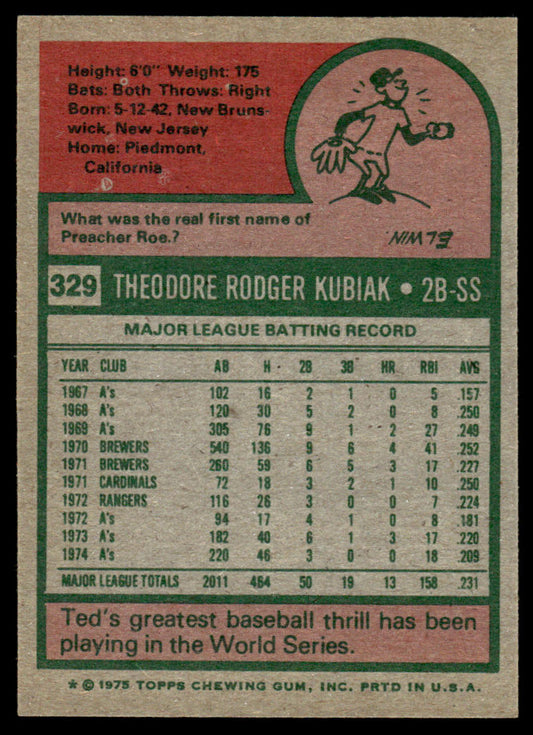 Height: 6'0" Weight: 175
Bats: Both Throws: Right
Born: 5-12-42, New Bruns-
wick, New Jersey
Home: Piedmont,
California
What was the real first name of
Preacher Roe.?
ELWIN.
329 THEODORE RODGER KUBIAK • 2B-SS
MAJOR LEAGUE BATTING RECORD
YEAR CLUB AB H 2B 3B HR RBI AVG
1967 A's 102 16 2 1 0 5 .157
1968 A's 120 30 5 2 0 8 .250
1969 A's 305 76 9 1 2 27 .249
1970 BREWERS 540 136 9 6 4 41 .252
1971 BREWERS 260 59 6 5 3 17 .227
1971 CARDINALS 72 18 3 2 1 10 .250
1972 RANGERS 116 26 3 0 0 7 .224
1972 A's 94 17 4 1 0 8 .181
1973 A's 182 40 6 1 3 17 .220
1974 A's 220 46 3 0 0 18 .209
MAJOR LEAGUE TOTALS 2011 464 50 19 13 158 .231
Ted's greatest baseball thrill has been
playing in the World Series.
* © 1975 TOPPS CHEWING GUM, INC. PRTD IN U.S.A.